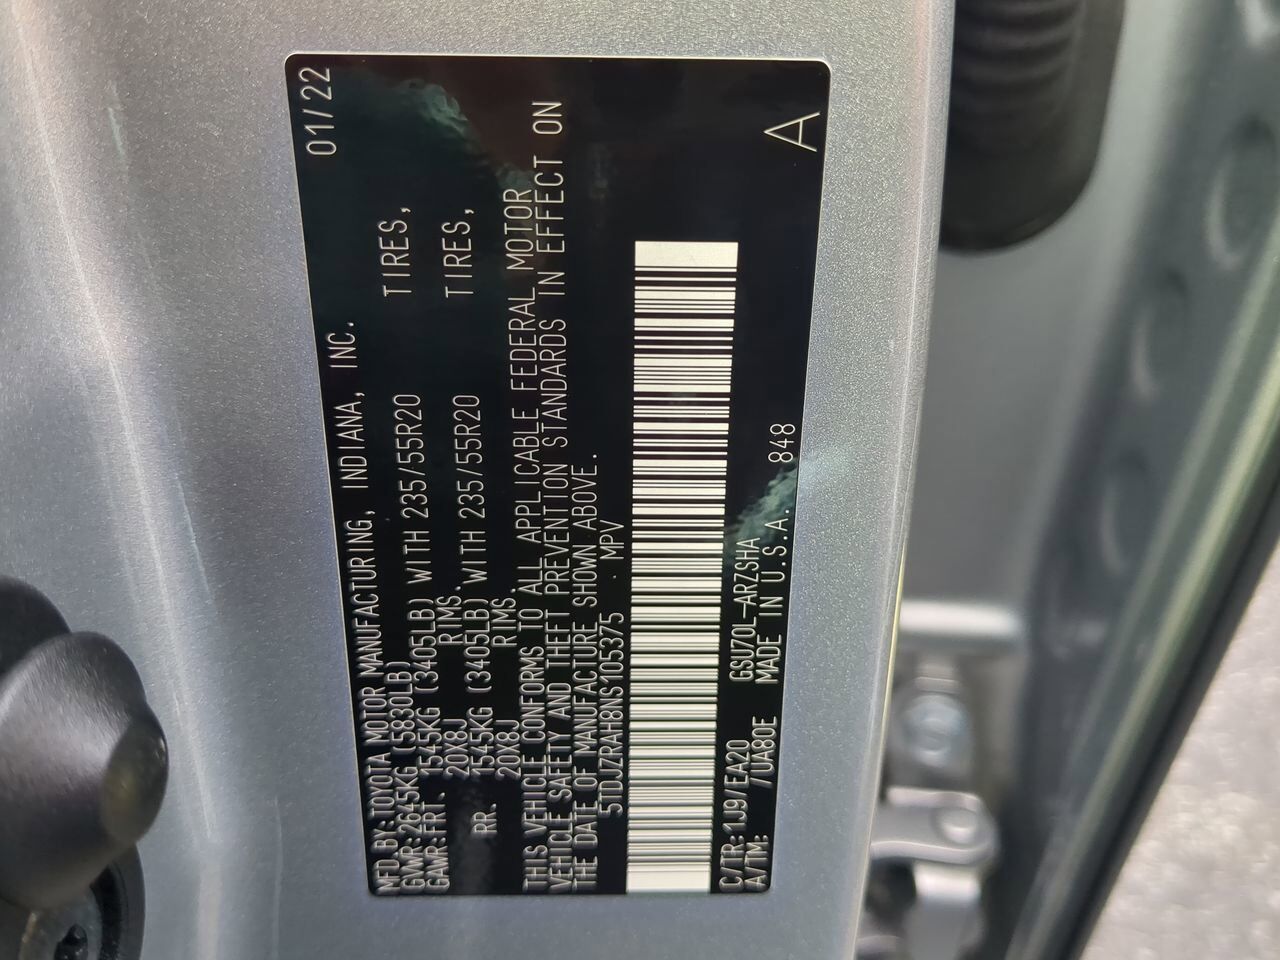 MFD.BY:TOYOTA MOTOR MANUFACTURING, INDIANA, INC. 01/22
GVWR:2645KG (5830LB)
GAWR:FRT. 1545KG (3405LB) WITH 235/55R20 TIRES,
20X8J RIMS.
RR. 1545KG (3405LB) WITH 235/55R20 TIRES,
20X8J RIMS.
THIS VEHICLE CONFORMS TO ALL APPLICABLE FEDERAL MOTOR
VEHICLE SAFETY AND THEFT PREVENTION STANDARDS IN EFFECT ON
THE DATE OF MANUFACTURE SHOWN ABOVE.
5TDJZRAH8NS105375 MPV
C/TR:1J9/EA20 GSU70L-ARZSHA
A/TM: /UA80E MADE IN U.S.A. 848 A